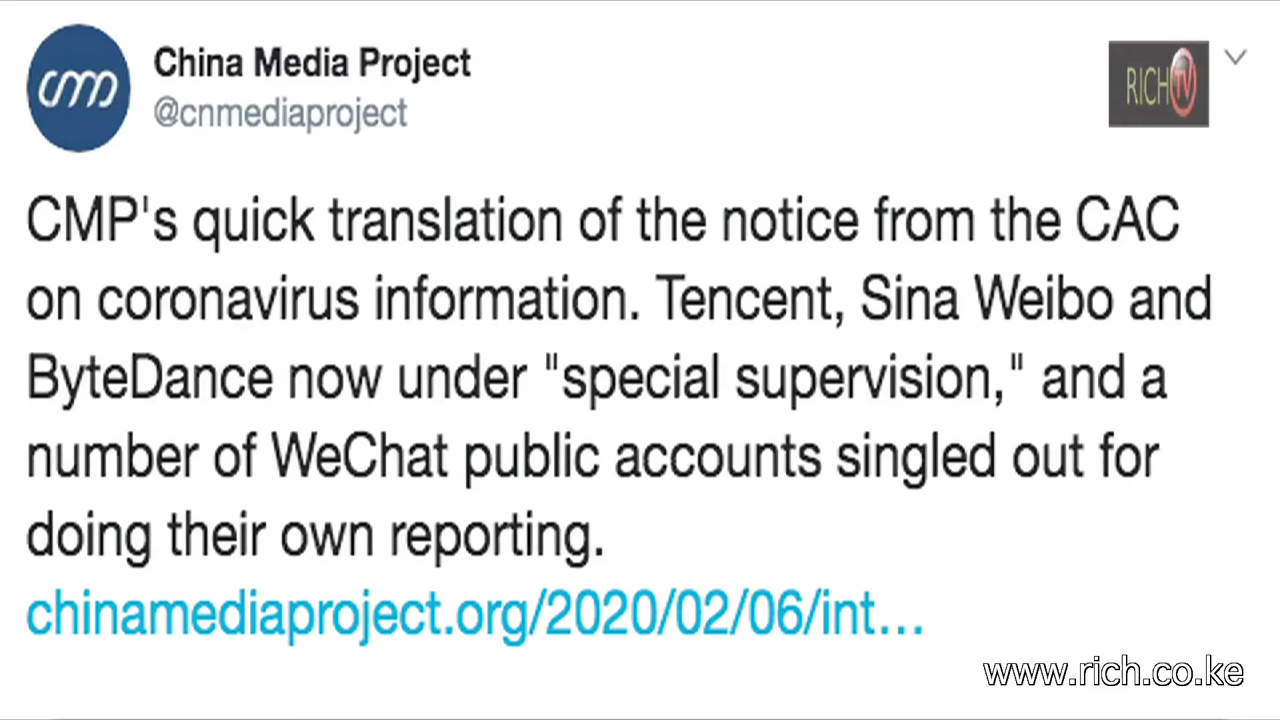 cmp
China Media Project
@cnmediaproject
RICH TV
CMP's quick translation of the notice from the CAC
on coronavirus information. Tencent, Sina Weibo and
ByteDance now under "special supervision," and a
number of WeChat public accounts singled out for
doing their own reporting.
chinamediaproject.org/2020/02/06/int...
www.rich.co.ke